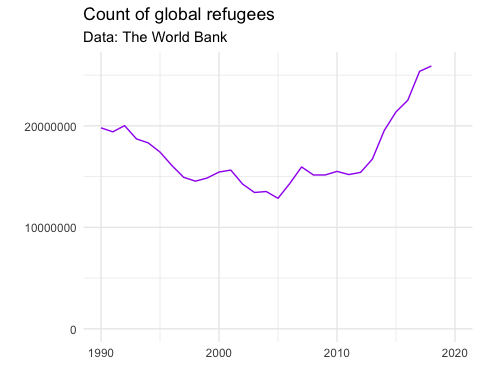 Count of global refugees
Data: The World Bank
20000000
10000000
0
1990 2000 2010 2020